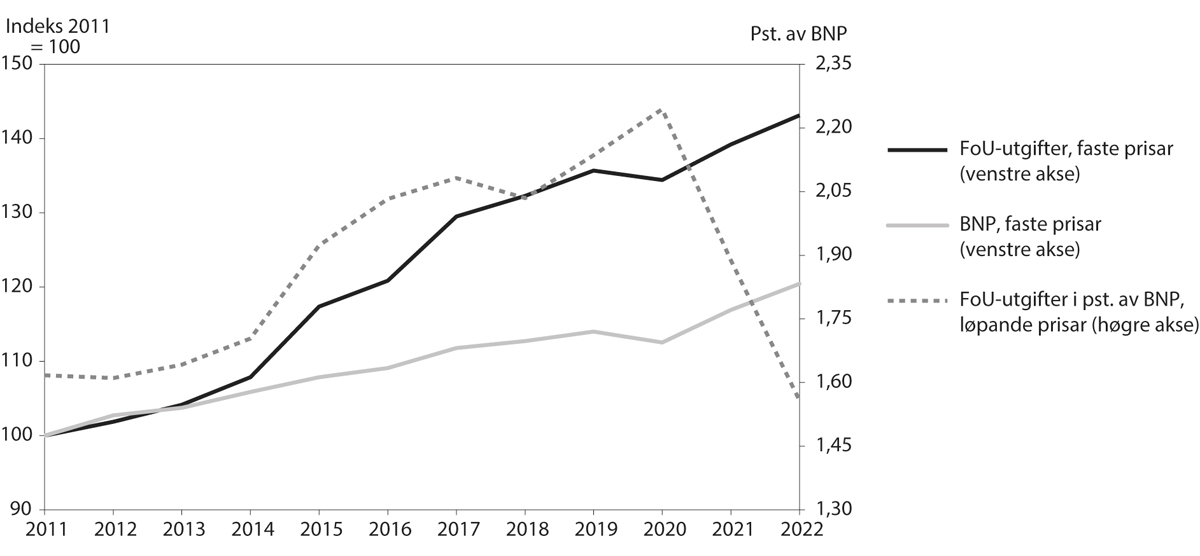 Indeks 2011
= 100
Pst. av BNP
150
140
130
120
110
100
90
2,35
2,20
2,05
1,90
1,75
1,60
1,45
1,30
2011 2012 2013 2014 2015 2016 2017 2018 2019 2020 2021 2022
FoU-utgifter, faste prisar
(venstre akse)
BNP, faste prisar
(venstre akse)
FoU-utgifter i pst. av BNP,
løpande prisar (høgre akse)